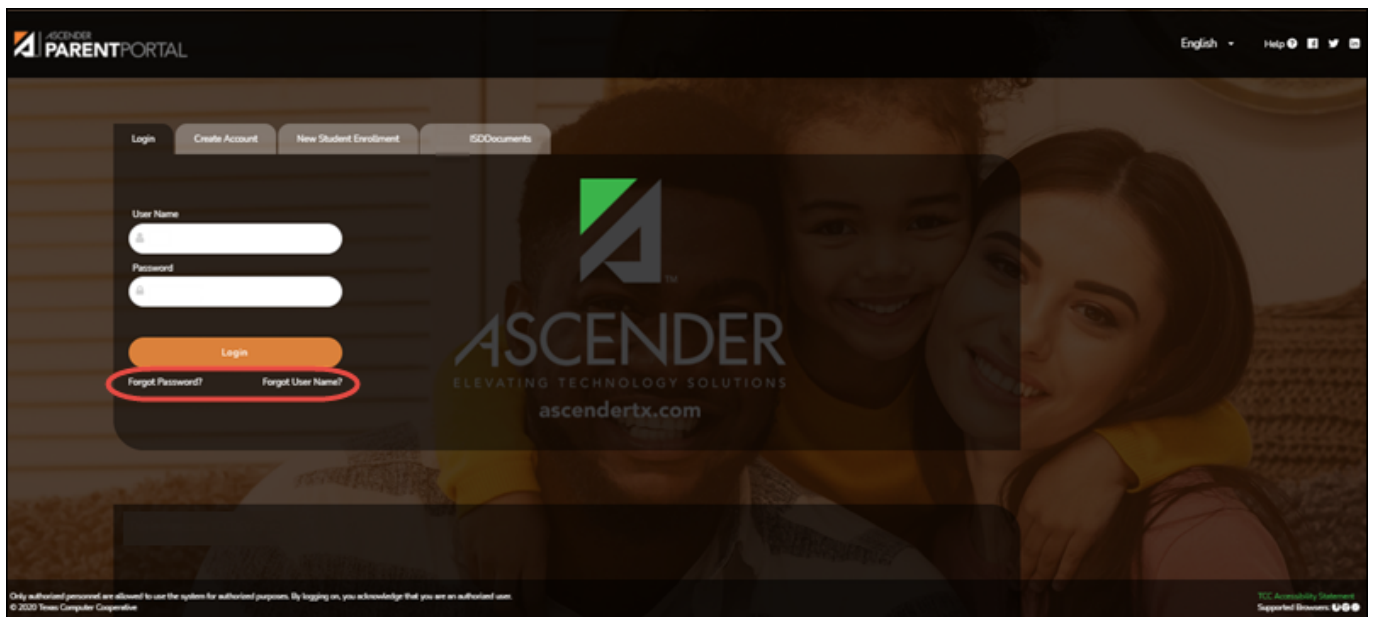 ASCENDER
PARENTPORTAL
English
Help
Login
Create Account
New Student Enrollment
ISDDocuments
User Name
Password
Login
Forgot Password?
Forgot User Name?
TM
ASCENDER
ELEVATING TECHNOLOGY SOLUTIONS
ascendertx.com
Only authorized personnel are allowed to use the system for authorized purposes. By logging on, you acknowledge that you are an authorized user.
© 2020 Texas Computer Cooperative
TCC Accessibility Statement
Supported Browsers: